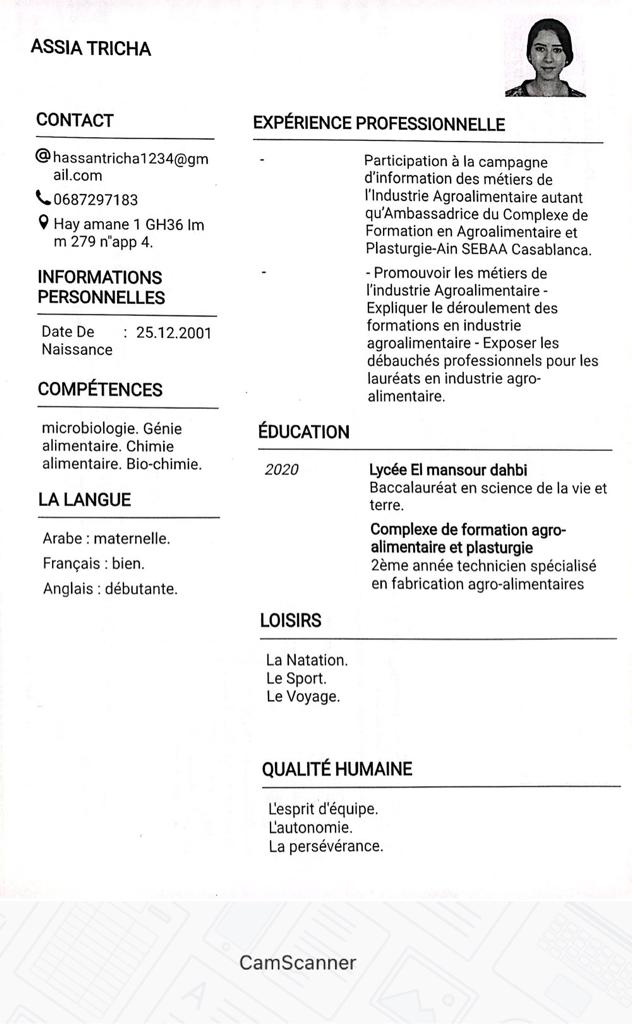 ASSIA TRICHA
CONTACT
@hassantricha1234@gm
ail.com
0687297183
Hay amane 1 GH36 Im
m 279 n"app 4.
INFORMATIONS
PERSONNELLES
Date De : 25.12.2001
Naissance
COMPÉTENCES
microbiologie. Génie
alimentaire. Chimie
alimentaire. Bio-chimie.
LA LANGUE
Arabe : maternelle.
Français : bien.
Anglais : débutante.
EXPÉRIENCE PROFESSIONNELLE
- Participation à la campagne
d'information des métiers de
l'Industrie Agroalimentaire autant
qu'Ambassadrice du Complexe de
Formation en Agroalimentaire et
Plasturgie-Ain SEBAA Casablanca.
- - Promouvoir les métiers de
l'industrie Agroalimentaire -
Expliquer le déroulement des
formations en industrie
agroalimentaire - Exposer les
débauchés professionnels pour les
lauréats en industrie agro-
alimentaire.
ÉDUCATION
2020 Lycée El mansour dahbi
Baccalauréat en science de la vie et
terre.
Complexe de formation agro-
alimentaire et plasturgie
2ème année technicien spécialisé
en fabrication agro-alimentaires
LOISIRS
La Natation.
Le Sport.
Le Voyage.
QUALITÉ HUMAINE
L'esprit d'équipe.
L'autonomie.
La persévérance.
CamScanner